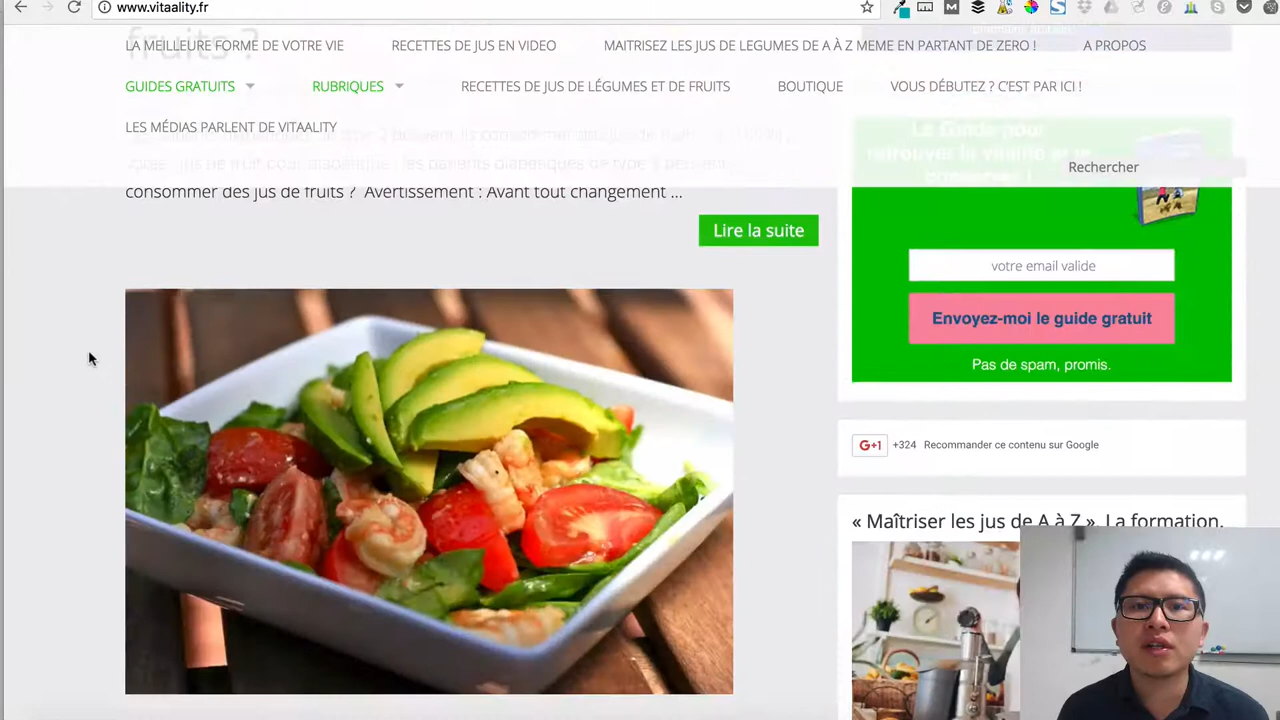 www.vitaality.fr
fruits ?
LA MEILLEURE FORME DE VOTRE VIE RECETTES DE JUS EN VIDEO MAITRISEZ LES JUS DE LEGUMES DE A À Z MEME EN PARTANT DE ZERO ! A PROPOS
GUIDES GRATUITS RUBRIQUES RECETTES DE JUS DE LÉGUMES ET DE FRUITS BOUTIQUE VOUS DÉBUTEZ ? C'EST PAR ICI !
LES MÉDIAS PARLENT DE VITAALITY
Le Guide pour
Rechercher
consommer des jus de fruits ? Avertissement : Avant tout changement ...
Lire la suite
votre email valide
Envoyez-moi le guide gratuit
Pas de spam, promis.
G+1 +324 Recommander ce contenu sur Google
« Maîtriser les jus de A à Z ». La formation.